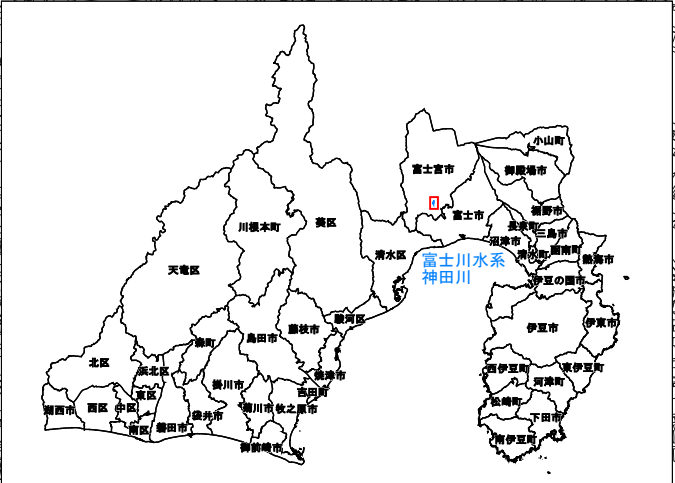 小山町
富士宮市
御殿場市
裾野市
富士市
葵区
川根本町
長泉町
三島市
沼津市
函南町
清水町
清水区
熱海市
富士川水系
神田川
天竜区
伊豆の国市
駿河区
伊東市
伊豆市
藤枝市
島田市
森町
北区
浜北区
西伊豆町
東伊豆町
焼津市
河津町
掛川市
吉田町
東区
松崎町
湖西市
西区
中区
菊川市
牧之原市
袋井市
下田市
磐田市
南区
南伊豆町
御前崎市